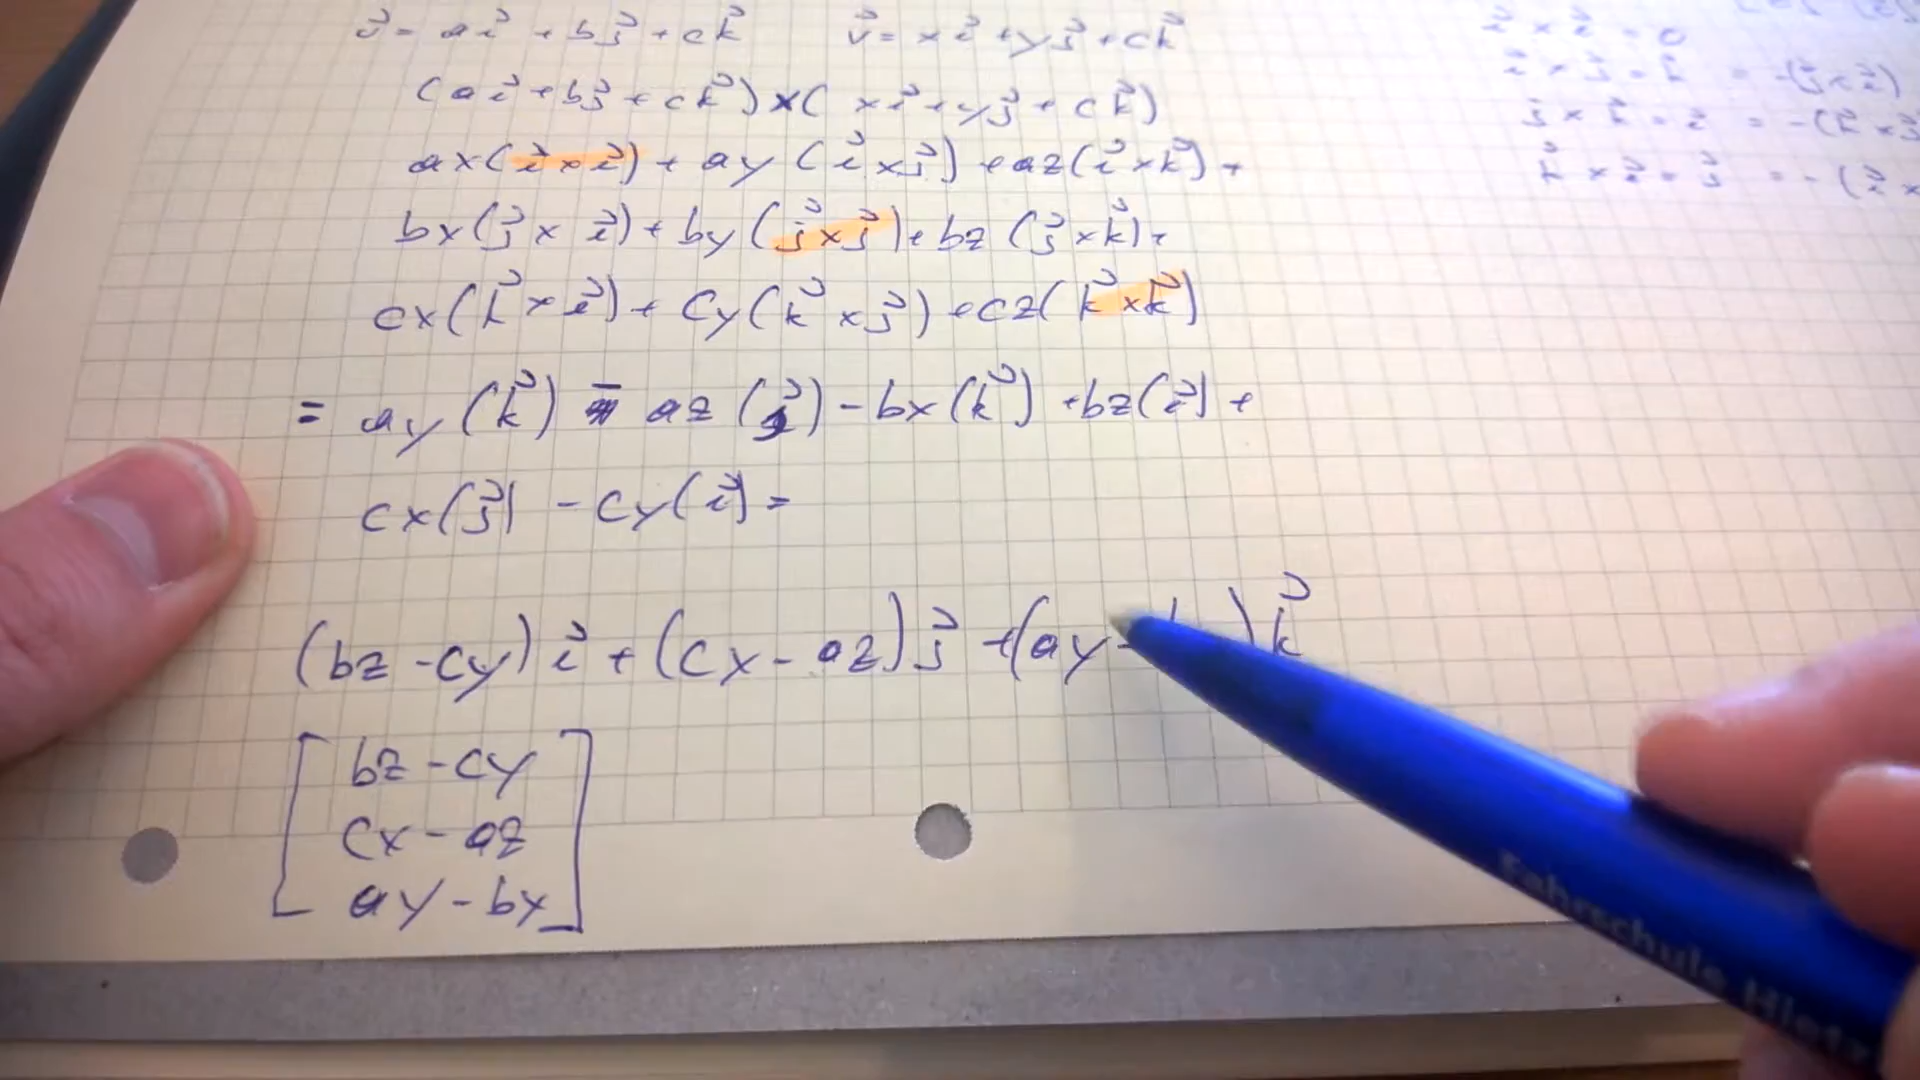 v⃗ = ai⃗ + bj⃗ + ck⃗    v⃗ = xi⃗ + yj⃗ + ck⃗
(ai⃗ + bj⃗ + ck⃗) × (xi⃗ + yj⃗ + ck⃗)
ax(i⃗ × i⃗) + ay(i⃗ × j⃗) + az(i⃗ × k⃗) +
bx(j⃗ × i⃗) + by(j⃗ × j⃗) + bz(j⃗ × k⃗) +
cx(k⃗ × i⃗) + cy(k⃗ × j⃗) + cz(k⃗ × k⃗)
= ay(k⃗) - az(j⃗) - bx(k⃗) + bz(i⃗) +
cx(j⃗) - cy(i⃗) =
(bz - cy)i⃗ + (cx - az)j⃗ + (ay - )k⃗
bz - cy
cx - az
ay - bx
i⃗ × i⃗ = 0
i⃗ × j⃗ = k⃗ = -(j⃗ × i⃗)
j⃗ × k⃗ = i⃗ = -(k⃗ × j⃗
k⃗ × i⃗ = j⃗ = -(i⃗ ×
Fahrschule